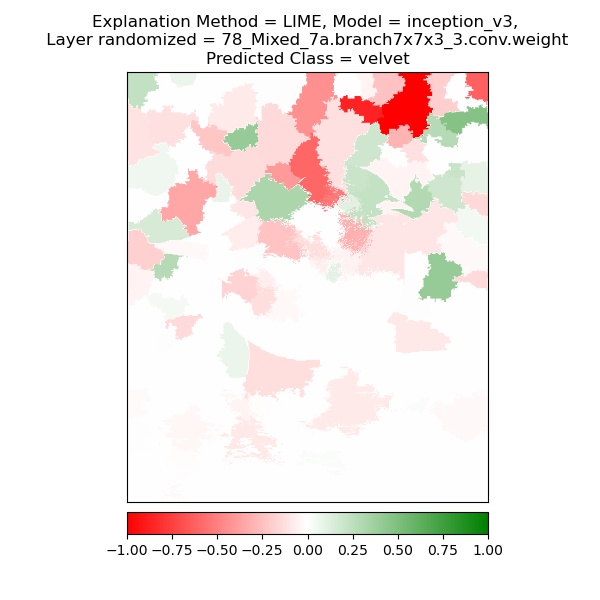 Explanation Method = LIME, Model = inception_v3,
Layer randomized = 78_Mixed_7a.branch7x7x3_3.conv.weight
Predicted Class = velvet
−1.00 −0.75 −0.50 −0.25 0.00 0.25 0.50 0.75 1.00